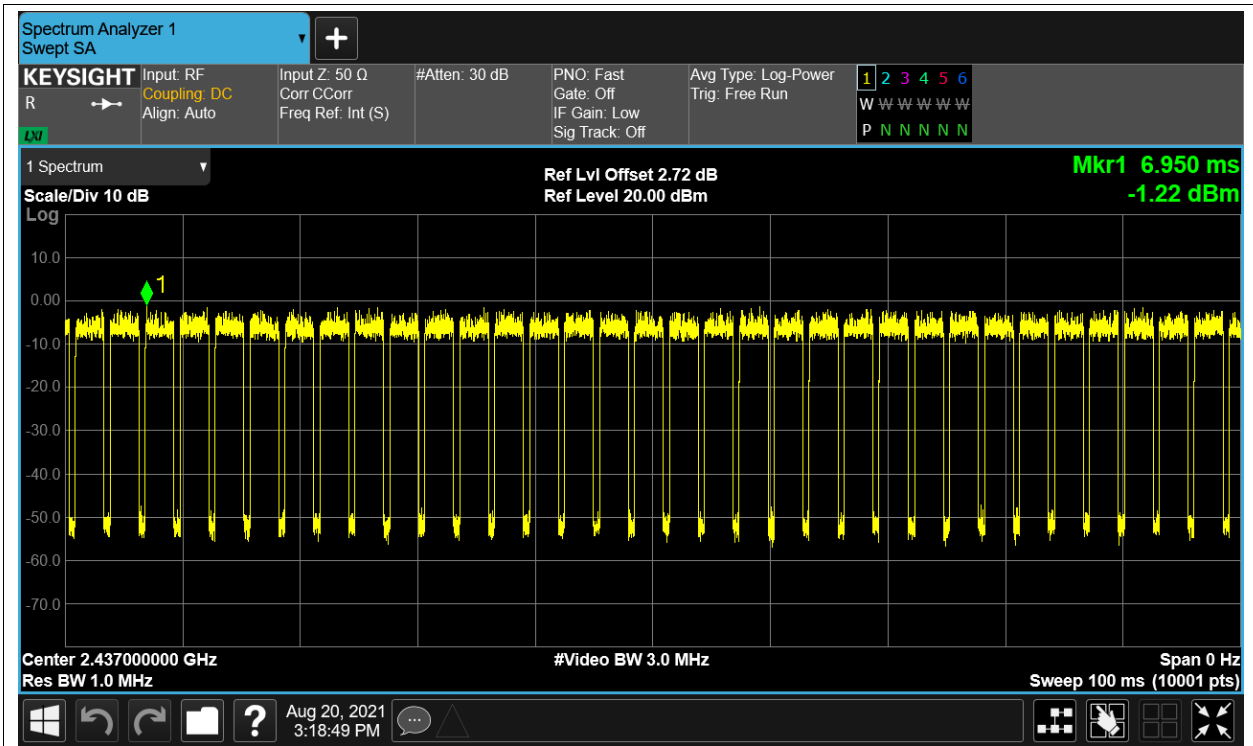 Spectrum Analyzer 1
Swept SA
+
KEYSIGHT Input: RF Input Z: 50 Ω #Atten: 30 dB PNO: Fast Avg Type: Log-Power 1 2 3 4 5 6
R Coupling: DC Corr CCorr Gate: Off Trig: Free Run W W W W W W
Align: Auto Freq Ref: Int (S) IF Gain: Low
LXI Sig Track: Off P N N N N N
1 Spectrum Ref Lvl Offset 2.72 dB Mkr1 6.950 ms
Scale/Div 10 dB Ref Level 20.00 dBm -1.22 dBm
Log
10.0
1
0.00
-10.0
-20.0
-30.0
-40.0
-50.0
-60.0
-70.0
Center 2.437000000 GHz #Video BW 3.0 MHz Span 0 Hz
Res BW 1.0 MHz Sweep 100 ms (10001 pts)
? Aug 20, 2021
3:18:49 PM